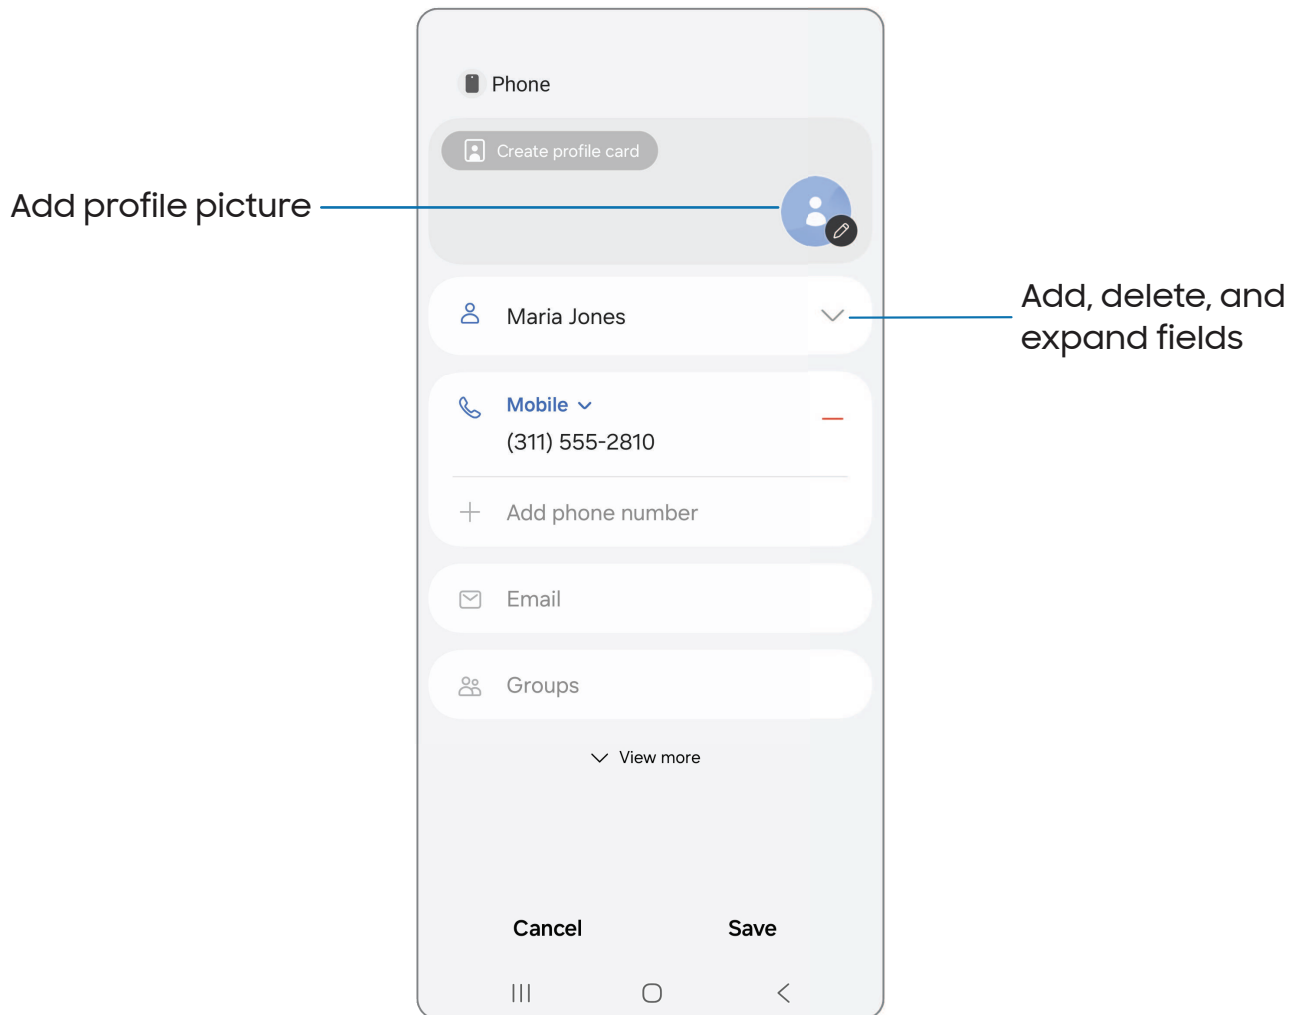 Phone
Create profile card
Add profile picture
Maria Jones
Add, delete, and
expand fields
Mobile
(311) 555-2810
Add phone number
Email
Groups
View more
Cancel
Save